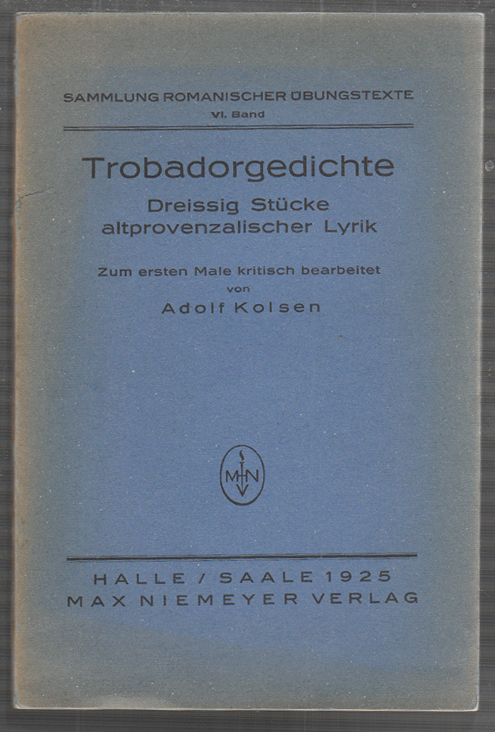 SAMMLUNG ROMANISCHER ÜBUNGSTEXTE
VI. Band
Trobadorgedichte
Dreissig Stücke
altprovenzalischer Lyrik
Zum ersten Male kritisch bearbeitet
von
Adolf Kolsen
MN
HALLE / SAALE 1925
MAX NIEMEYER VERLAG